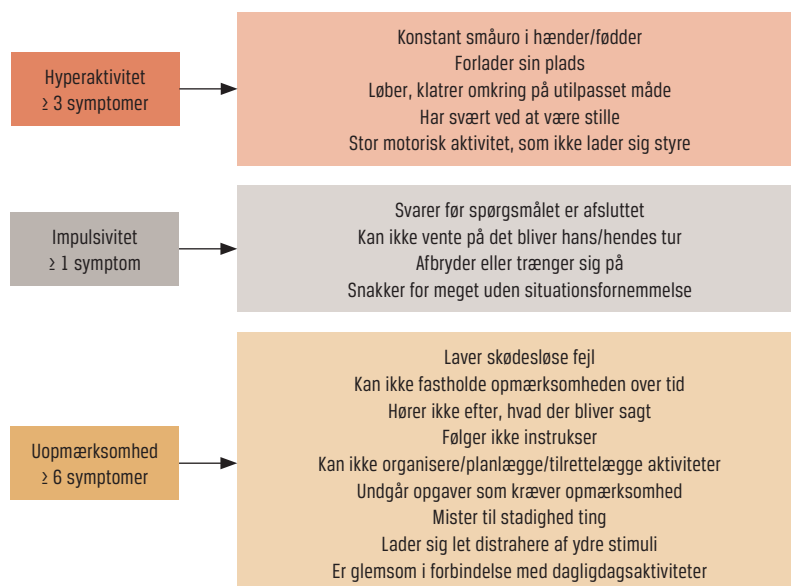 Hyperaktivitet
≥ 3 symptomer
Konstant småuro i hænder/fødder
Forlader sin plads
Løber, klatrer omkring på utilpasset måde
Har svært ved at være stille
Stor motorisk aktivitet, som ikke lader sig styre
Impulsivitet
≥ 1 symptom
Svarer før spørgsmålet er afsluttet
Kan ikke vente på det bliver hans/hendes tur
Afbryder eller trænger sig på
Snakker for meget uden situationsfornemmelse
Uopmærksomhed
≥ 6 symptomer
Laver skødesløse fejl
Kan ikke fastholde opmærksomheden over tid
Hører ikke efter, hvad der bliver sagt
Følger ikke instrukser
Kan ikke organisere/planlægge/tilrettelægge aktiviteter
Undgår opgaver som kræver opmærksomhed
Mister til stadighed ting
Lader sig let distrahere af ydre stimuli
Er glemsom i forbindelse med dagligdagsaktiviteter